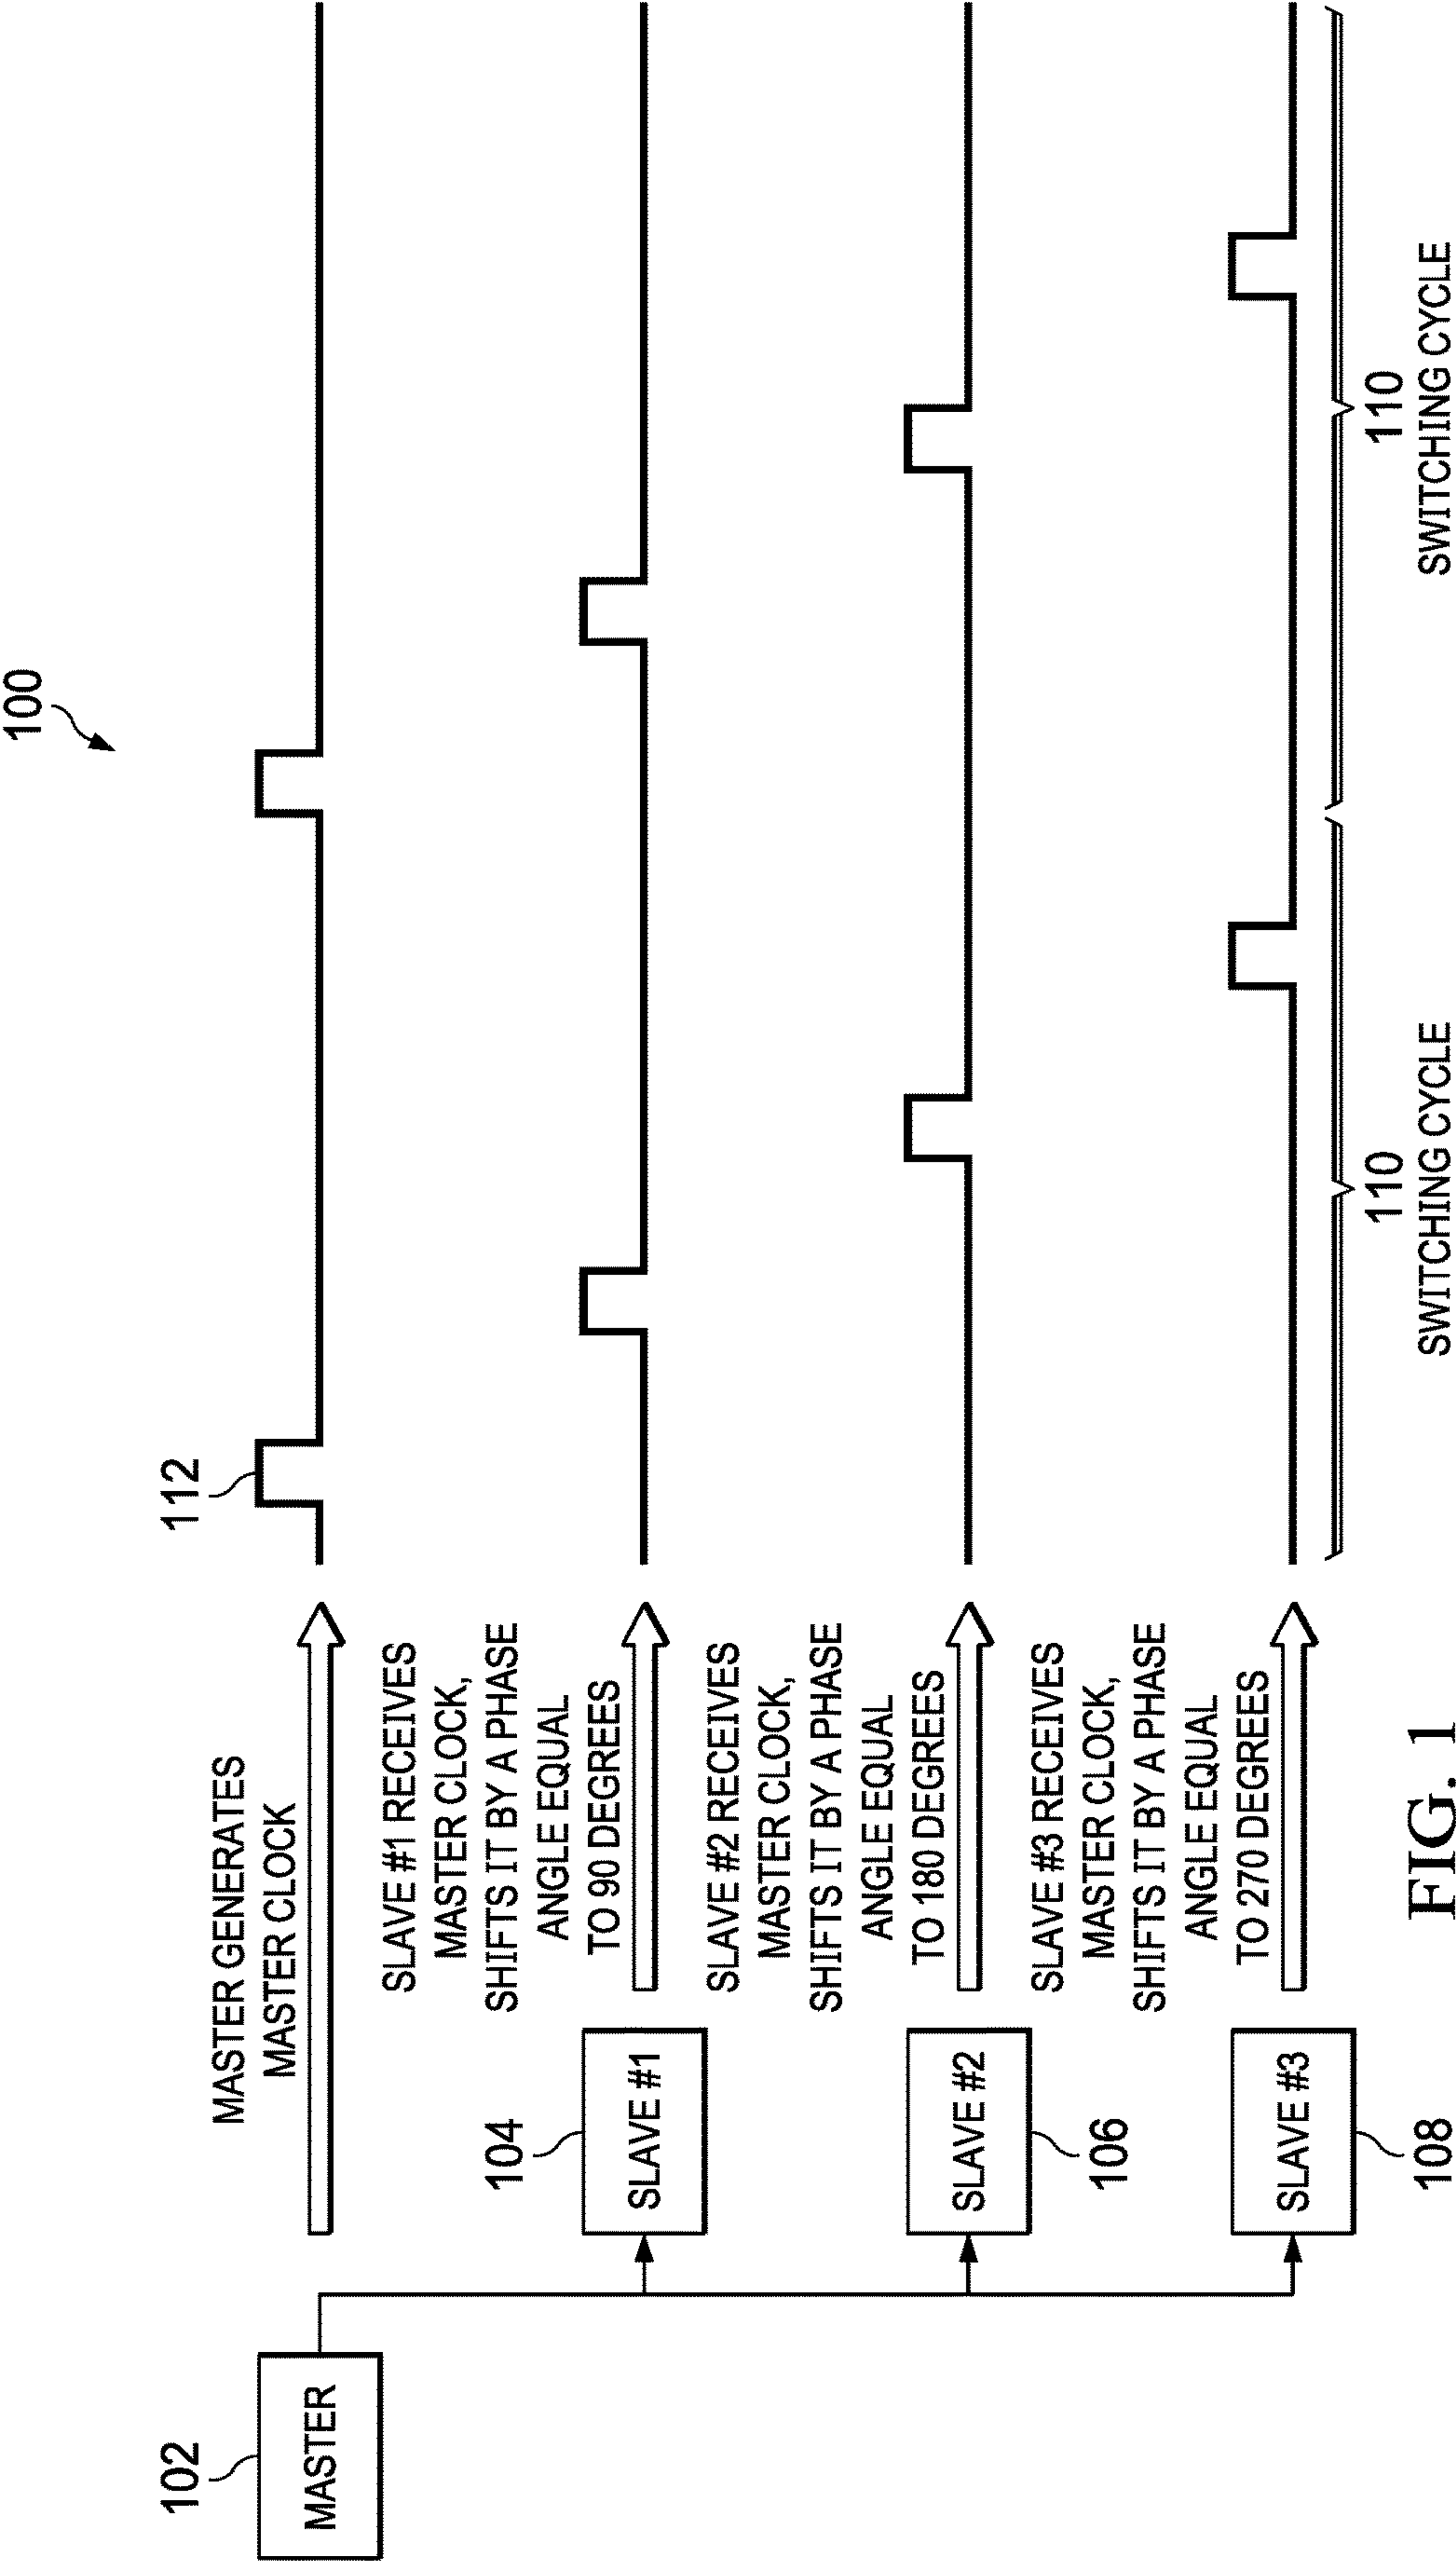 100
112
102
MASTER
MASTER GENERATES
MASTER CLOCK
104
SLAVE #1
SLAVE #1 RECEIVES
MASTER CLOCK,
SHIFTS IT BY A PHASE
ANGLE EQUAL
TO 90 DEGREES
SLAVE #2
106
SLAVE #2 RECEIVES
MASTER CLOCK,
SHIFTS IT BY A PHASE
ANGLE EQUAL
TO 180 DEGREES
SLAVE #3
108
SLAVE #3 RECEIVES
MASTER CLOCK,
SHIFTS IT BY A PHASE
ANGLE EQUAL
TO 270 DEGREES
110
SWITCHING CYCLE
110
SWITCHING CYCLE
FIG. 1